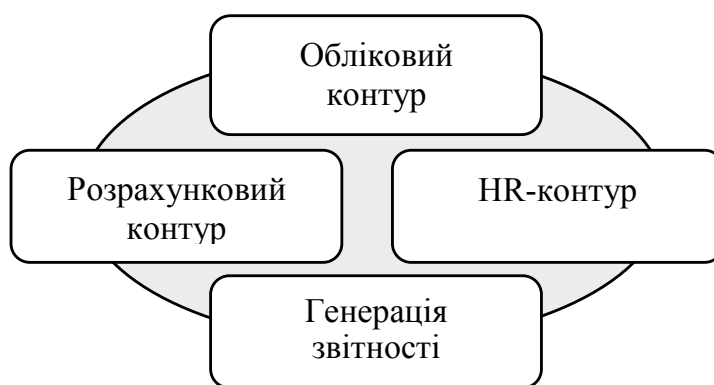 Обліковий
контур
Розрахунковий
контур
HR-контур
Генерація
звітності